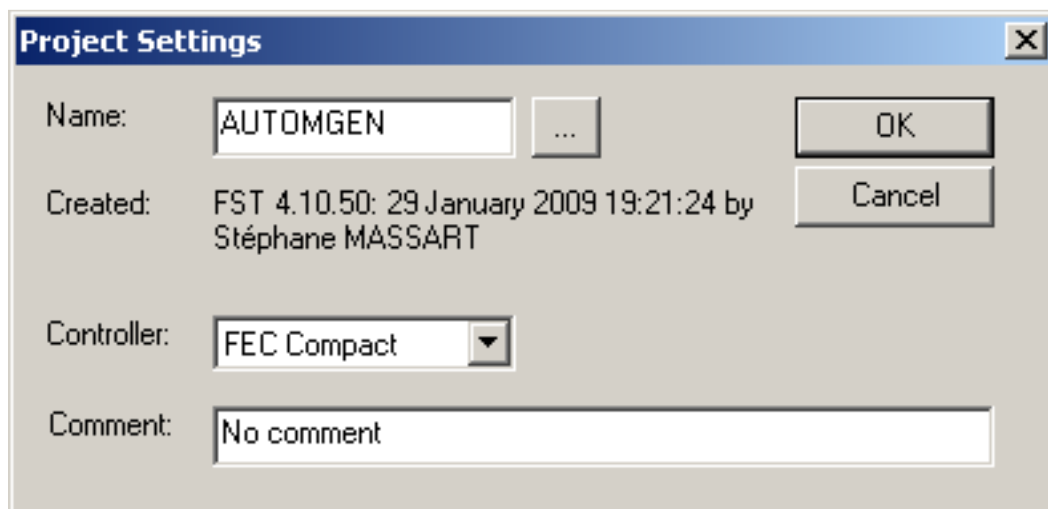 Project Settings
Name: AUTOMGEN ... OK
Created: FST 4.10.50: 29 January 2009 19:21:24 by Cancel
Stéphane MASSART
Controller: FEC Compact
Comment: No comment